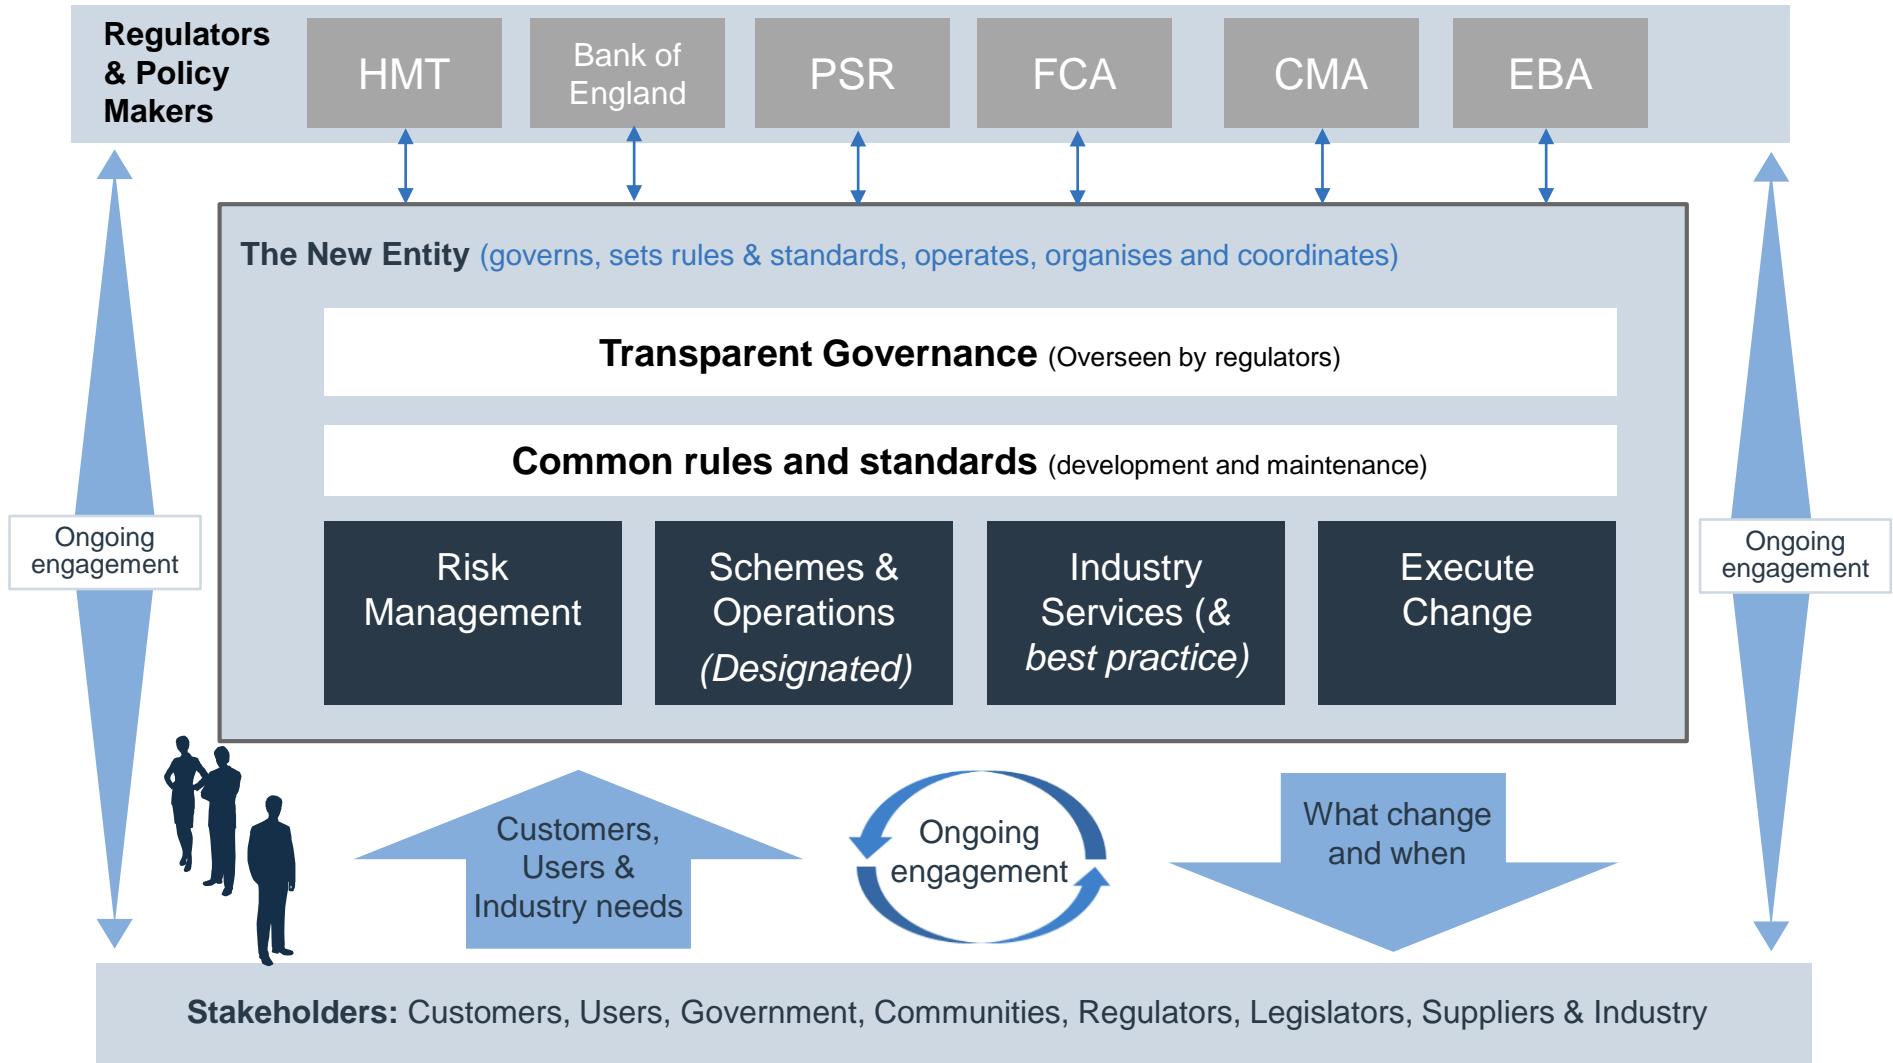 Regulators
& Policy
Makers
HMT
Bank of
England
PSR
FCA
CMA
EBA
The New Entity (governs, sets rules & standards, operates, organises and coordinates)
Transparent Governance (Overseen by regulators)
Common rules and standards (development and maintenance)
Ongoing
engagement
Risk
Management
Schemes &
Operations
(Designated)
Industry
Services (&
best practice)
Execute
Change
Ongoing
engagement
Customers,
Users &
Industry needs
Ongoing
engagement
What change
and when
Stakeholders: Customers, Users, Government, Communities, Regulators, Legislators, Suppliers & Industry